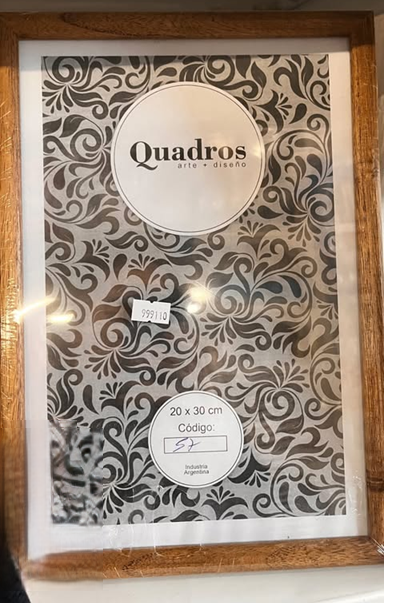 Quadros
arte + diseño
999110
20 x 30 cm
Código:
57
Industria
Argentina